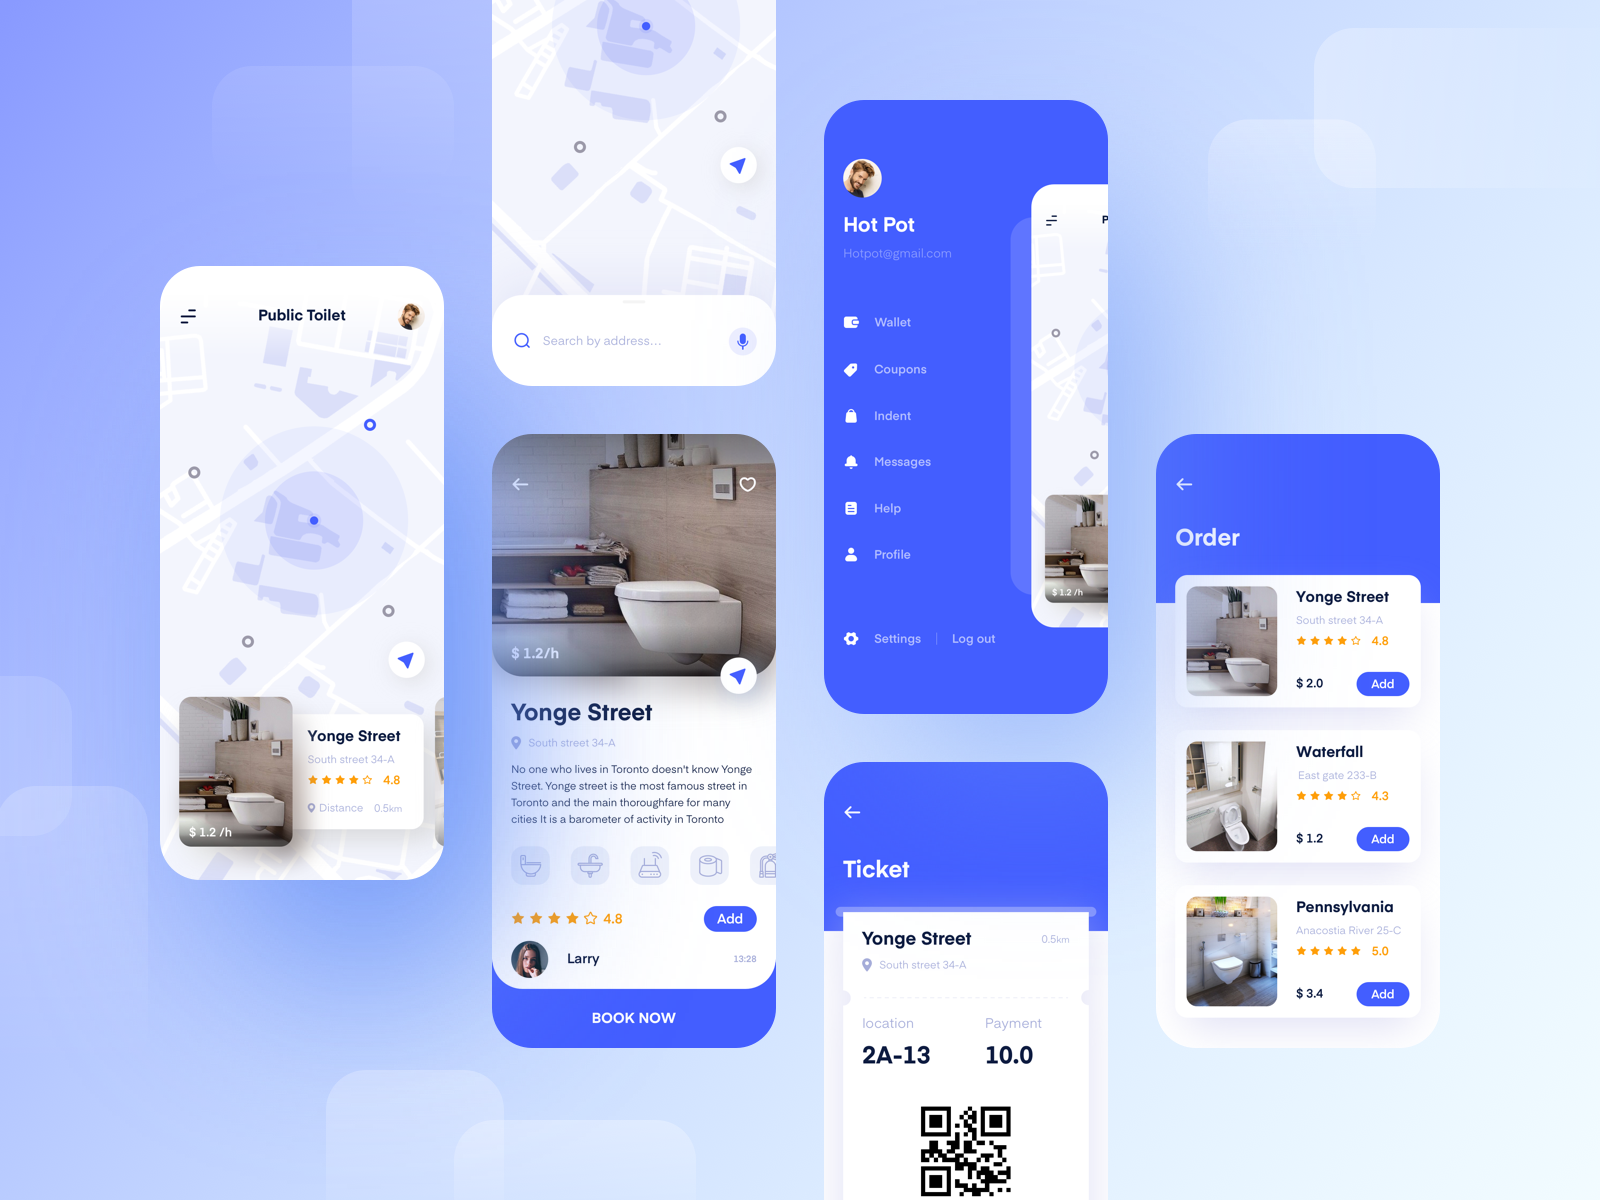 Public Toilet
$ 1.2 /h
Yonge Street
South street 34-A
4.8
Distance 0.5km
Search by address...
$ 1.2/h
Yonge Street
South street 34-A
No one who lives in Toronto doesn't know Yonge
Street. Yonge street is the most famous street in
Toronto and the main thoroughfare for many
cities It is a barometer of activity in Toronto
4.8
Add
Larry
13:28
BOOK NOW
Hot Pot
Hotpot@gmail.com
Wallet
Coupons
Indent
Messages
Help
Profile
Settings | Log out
P
$ 1.2 /h
Ticket
Yonge Street
0.5km
South street 34-A
location
Payment
2A-13
10.0
Order
Yonge Street
South street 34-A
4.8
$ 2.0
Add
Waterfall
East gate 233-B
4.3
$ 1.2
Add
Pennsylvania
Anacostia River 25-C
5.0
$ 3.4
Add